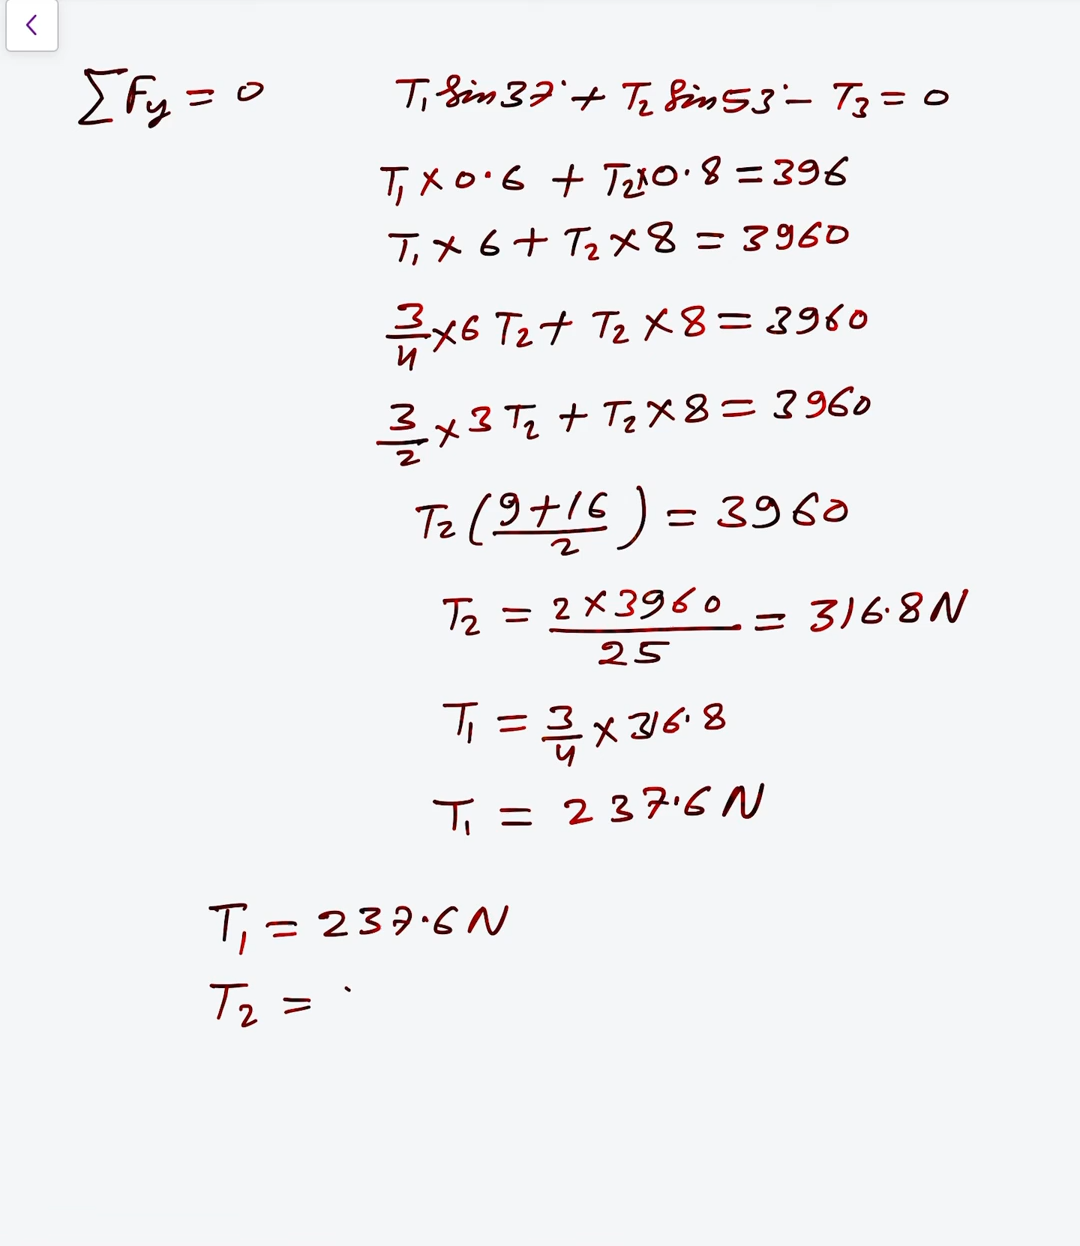 ΣFy = 0 T₁ Sin37° + T₂ Sin53° - T₃ = 0
T₁ × 0.6 + T₂×0.8 = 396
T₁ × 6 + T₂ × 8 = 3960
3/4 ×6 T₂ + T₂ × 8 = 3960
3/2 × 3 T₂ + T₂ × 8 = 3960
T₂ (9+16/2) = 3960
T₂ = 2 × 3960/25 = 316.8 N
T₁ = 3/4 × 316.8
T₁ = 237.6 N
T₁ = 237.6 N
T₂ =